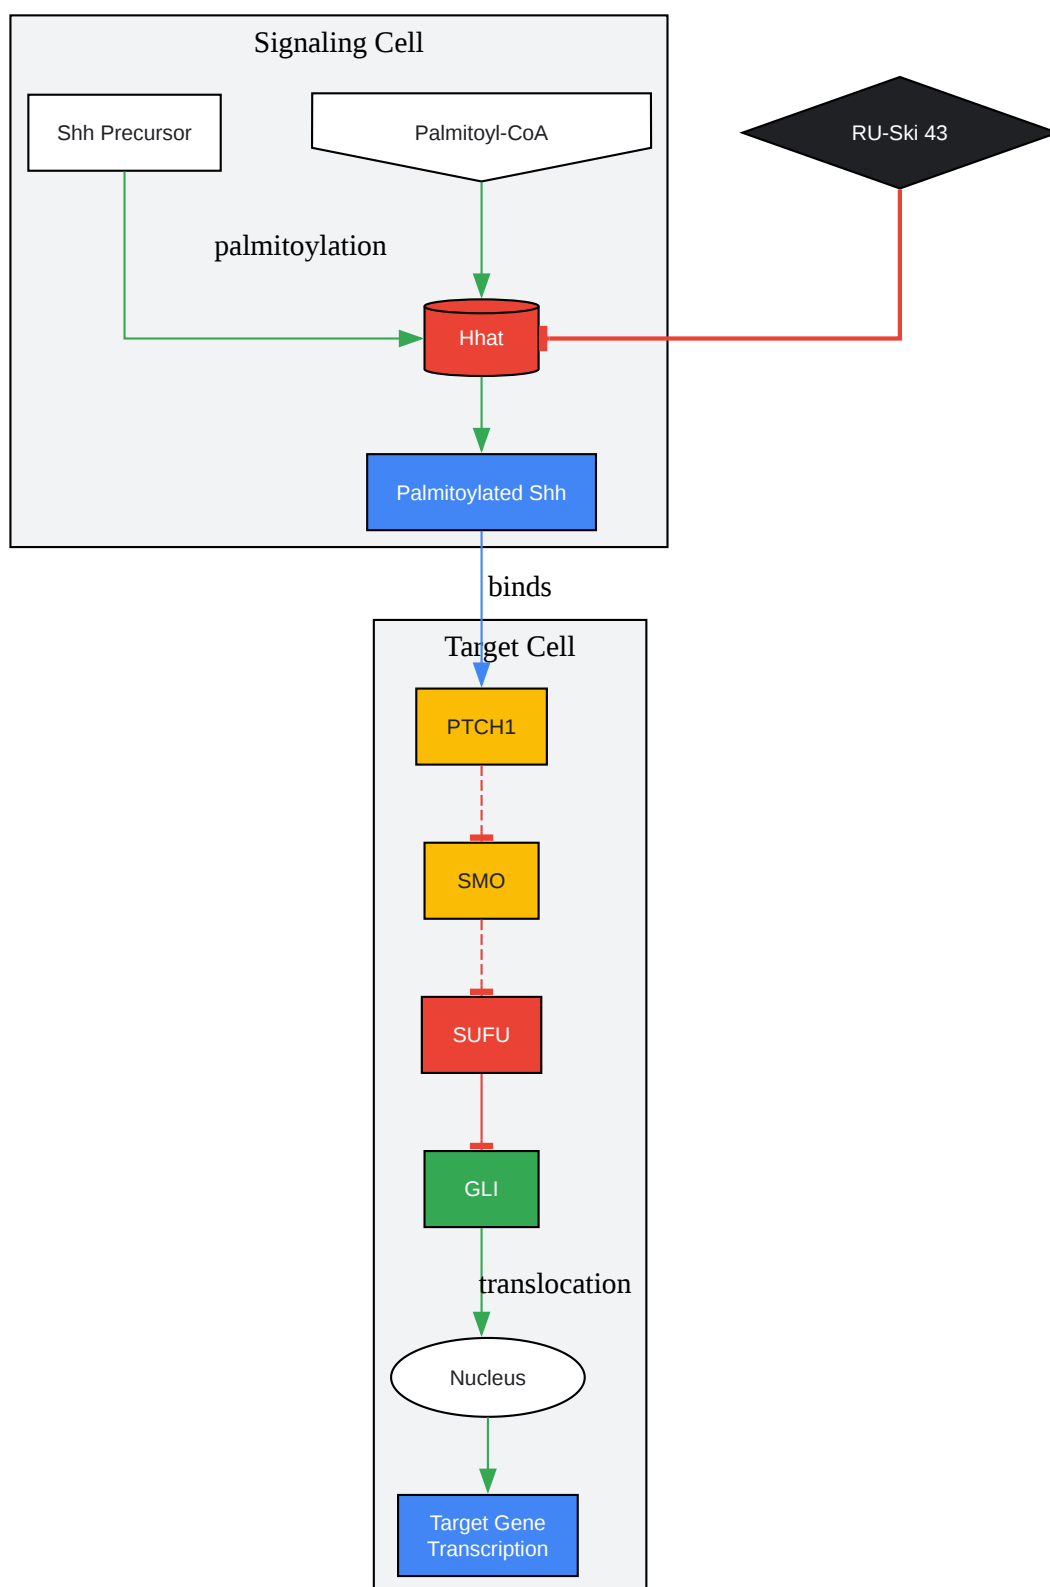 Signaling Cell
Shh Precursor
Palmitoyl-CoA
RU-Ski 43
palmitoylation
Hhat
Palmitoylated Shh
binds
Target Cell
PTCH1
SMO
SUFU
GLI
translocation
Nucleus
Target Gene
Transcription